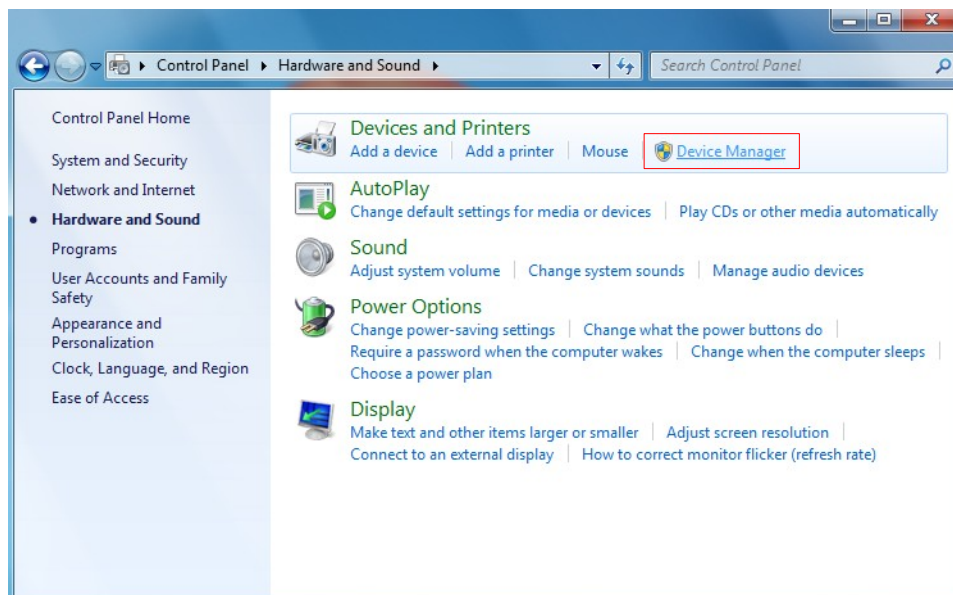 Control Panel Hardware and Sound Search Control Panel
Control Panel Home
System and Security
Network and Internet
Hardware and Sound
Programs
User Accounts and Family
Safety
Appearance and
Personalization
Clock, Language, and Region
Ease of Access
Devices and Printers
Add a device Add a printer Mouse Device Manager
AutoPlay
Change default settings for media or devices Play CDs or other media automatically
Sound
Adjust system volume Change system sounds Manage audio devices
Power Options
Change power-saving settings Change what the power buttons do
Require a password when the computer wakes Change when the computer sleeps
Choose a power plan
Display
Make text and other items larger or smaller Adjust screen resolution
Connect to an external display How to correct monitor flicker (refresh rate)